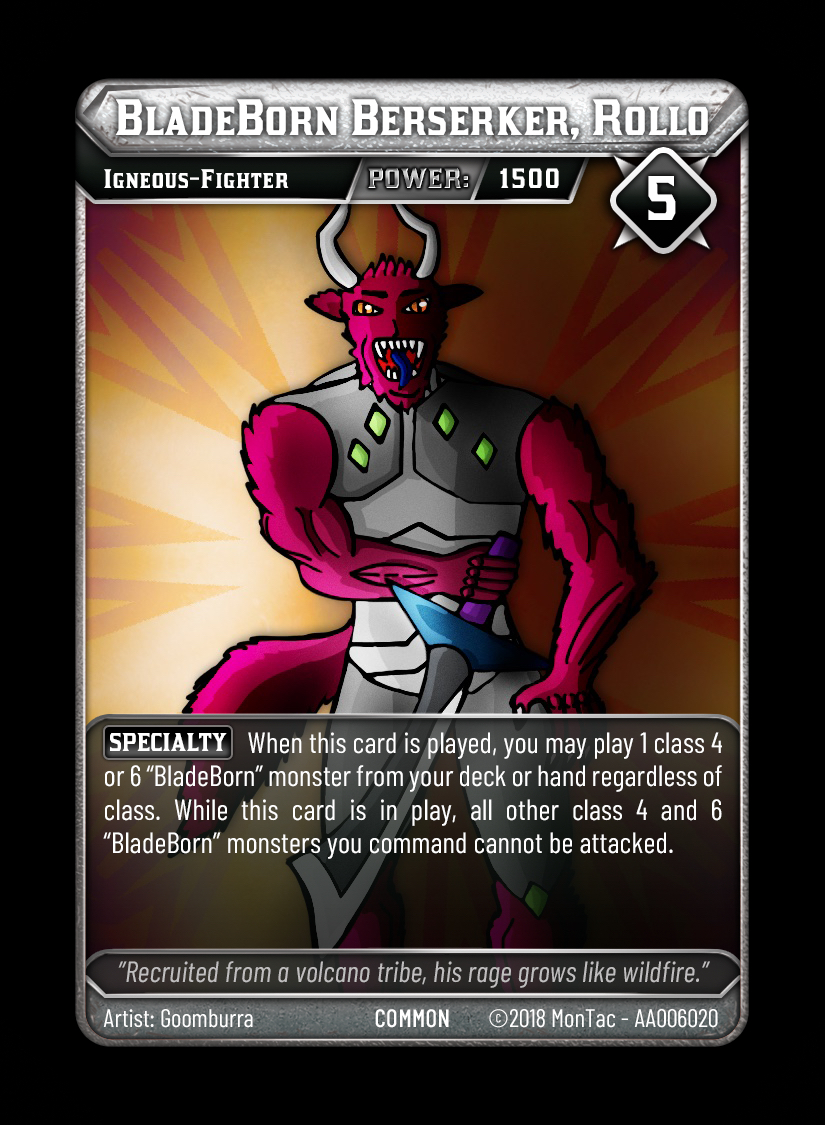 BladeBorn Berserker, Rollo
Igneous-Fighter POWER: 1500
5
SPECIALTY When this card is played, you may play 1 class 4
or 6 “BladeBorn” monster from your deck or hand regardless of
class. While this card is in play, all other class 4 and 6
“BladeBorn” monsters you command cannot be attacked.
“Recruited from a volcano tribe, his rage grows like wildfire.”
Artist: Goomburra COMMON ©2018 MonTac - AA006020